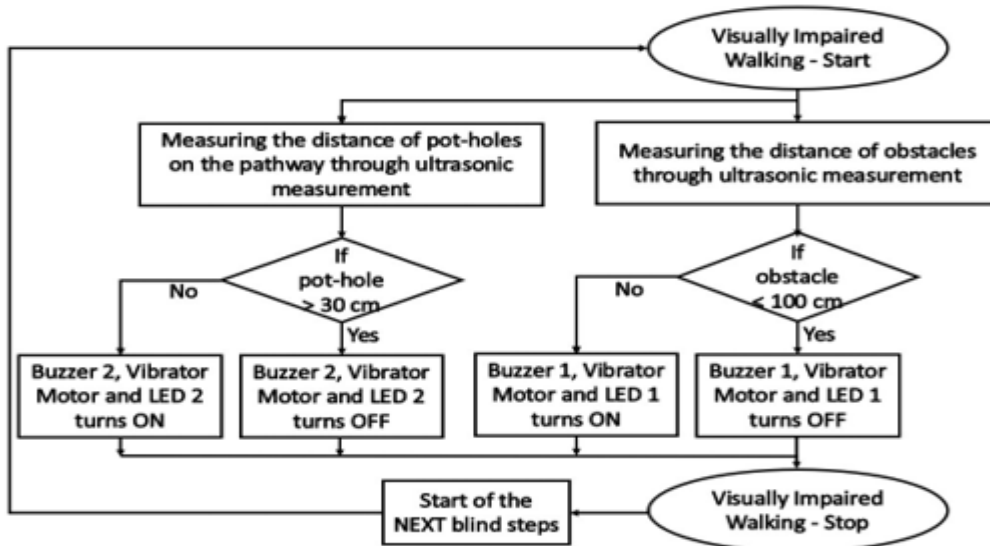 Visually Impaired
Walking - Start
Measuring the distance of pot-holes
on the pathway through ultrasonic
measurement
Measuring the distance of obstacles
through ultrasonic measurement
If
pot-hole
> 30 cm
If
obstacle
< 100 cm
No
Yes
No
Yes
Buzzer 2, Vibrator
Motor and LED 2
turns ON
Buzzer 2, Vibrator
Motor and LED 2
turns OFF
Buzzer 1, Vibrator
Motor and LED 1
turns ON
Buzzer 1, Vibrator
Motor and LED 1
turns OFF
Start of the
NEXT blind steps
Visually Impaired
Walking - Stop